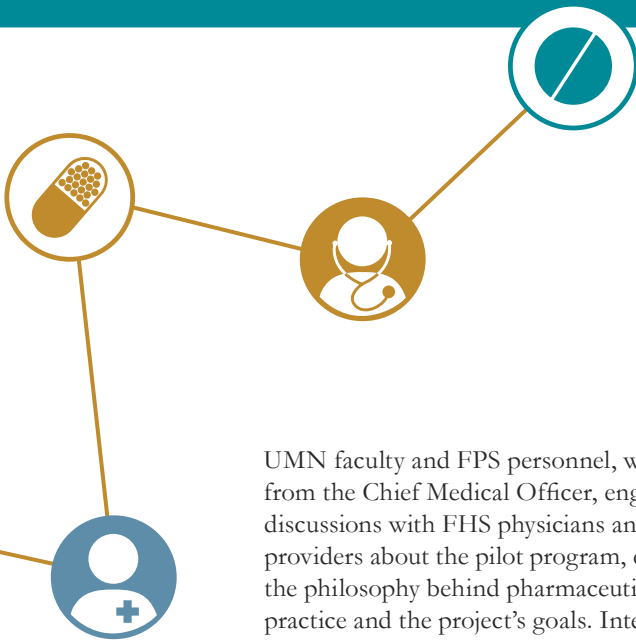 UMN faculty and FPS personnel, w
from the Chief Medical Officer, eng
discussions with FHS physicians an
providers about the pilot program,
the philosophy behind pharmaceuti
practice and the project's goals. Inte